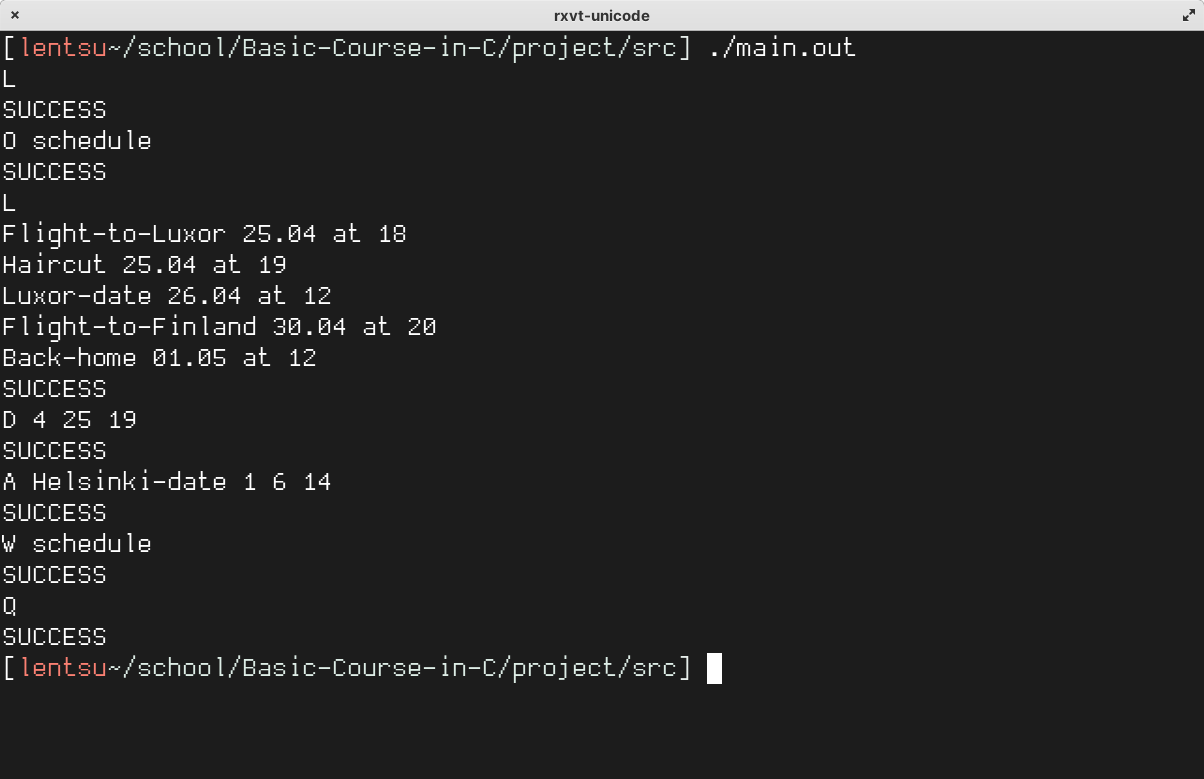 rxvt-unicode
[lentsu~/school/Basic-Course-in-C/project/src] ./main.out
L
SUCCESS
O schedule
SUCCESS
L
Flight-to-Luxor 25.04 at 18
Haircut 25.04 at 19
Luxor-date 26.04 at 12
Flight-to-Finland 30.04 at 20
Back-home 01.05 at 12
SUCCESS
D 4 25 19
SUCCESS
A Helsinki-date 1 6 14
SUCCESS
W schedule
SUCCESS
Q
SUCCESS
[lentsu~/school/Basic-Course-in-C/project/src]